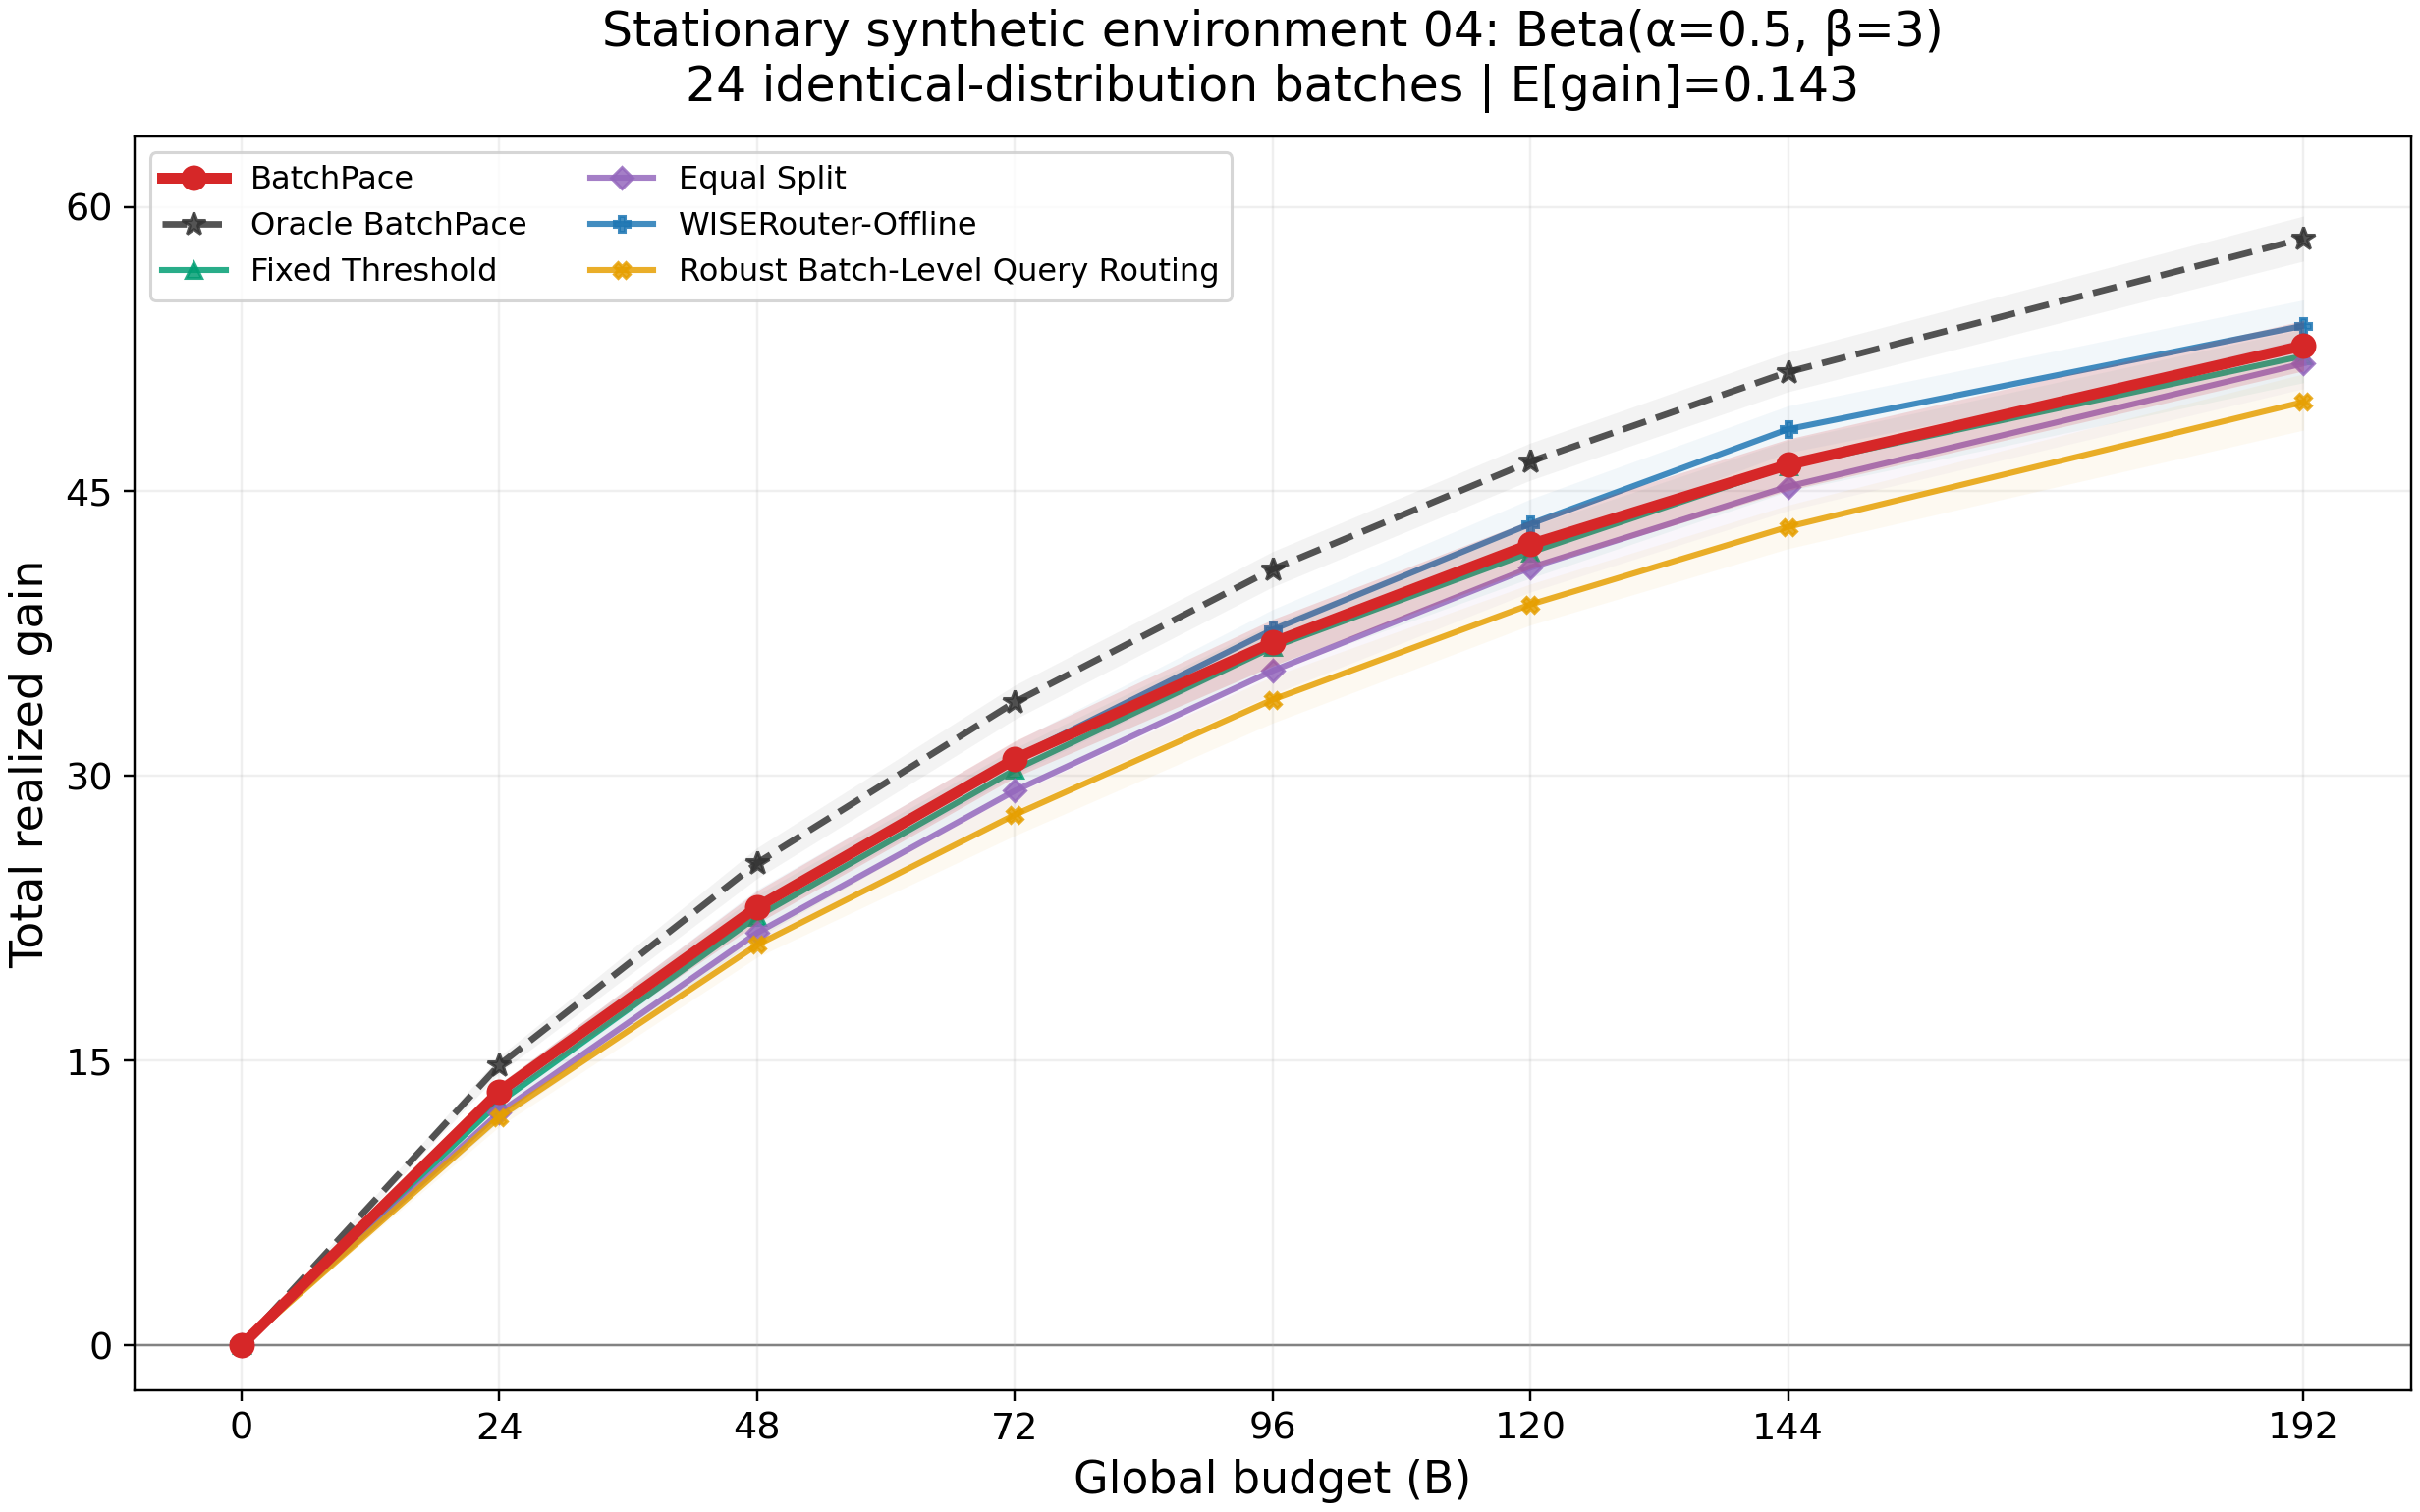 Stationary synthetic environment 04: Beta(α=0.5, β=3)
24 identical-distribution batches | E[gain]=0.143
BatchPace
Oracle BatchPace
Fixed Threshold
Equal Split
WISERouter-Offline
Robust Batch-Level Query Routing
Total realized gain
60
45
30
15
0
0 24 48 72 96 120 144 192
Global budget (B)